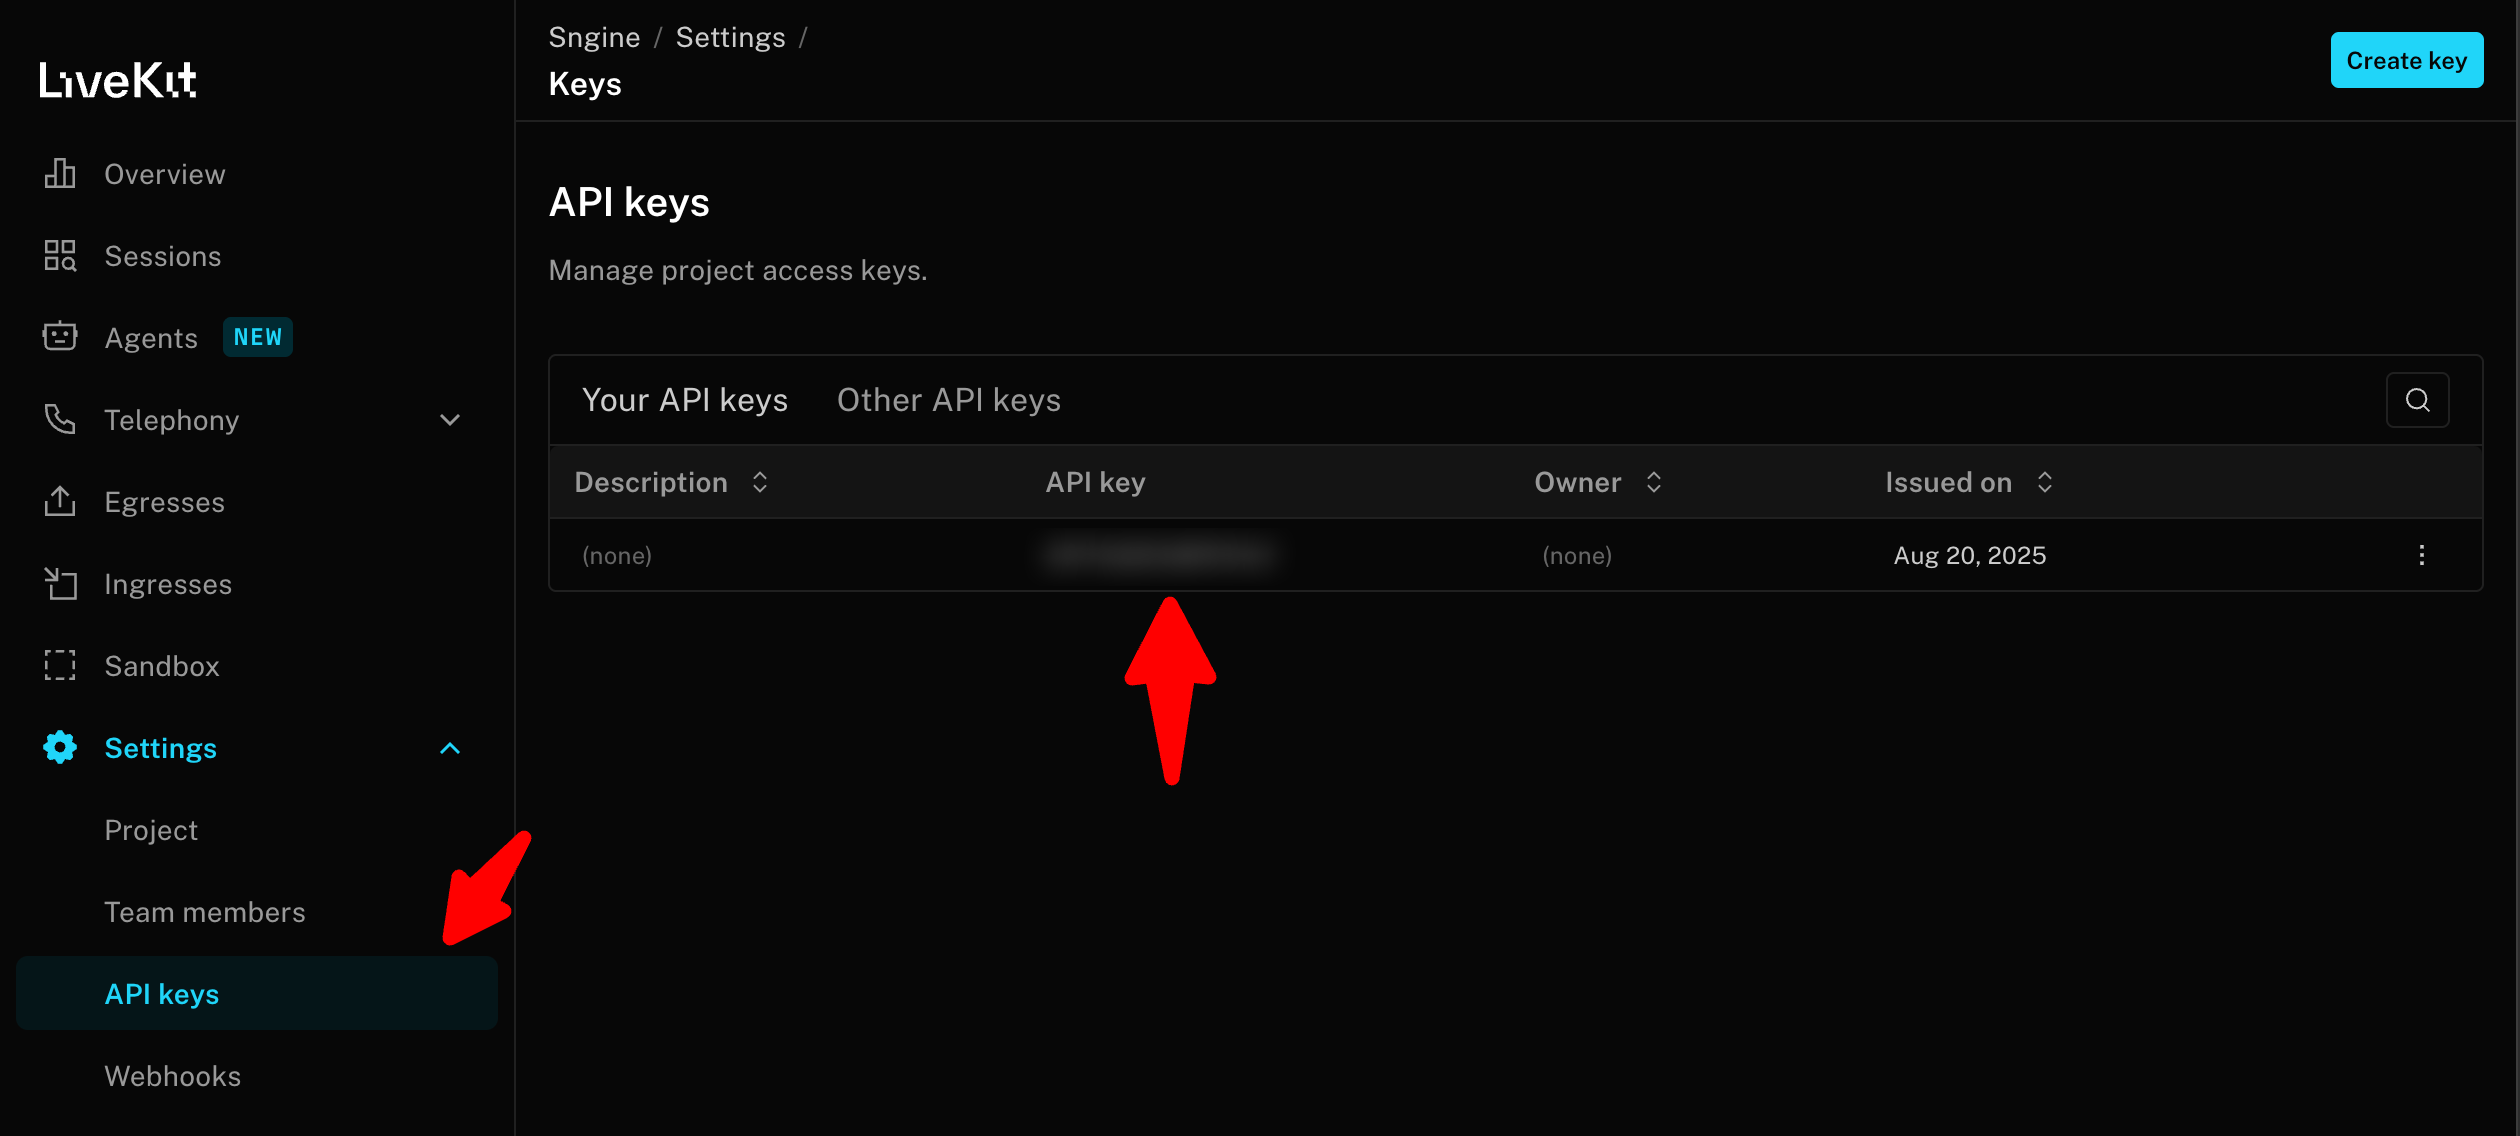 LiveKit
Overview
Sessions
Agents NEW
Telephony
Egresses
Ingresses
Sandbox
Settings
Project
Team members
API keys
Webhooks
Sngine / Settings /
Keys
Create key
API keys
Manage project access keys.
Your API keys Other API keys
Description API key Owner Issued on
(none) (none) Aug 20, 2025